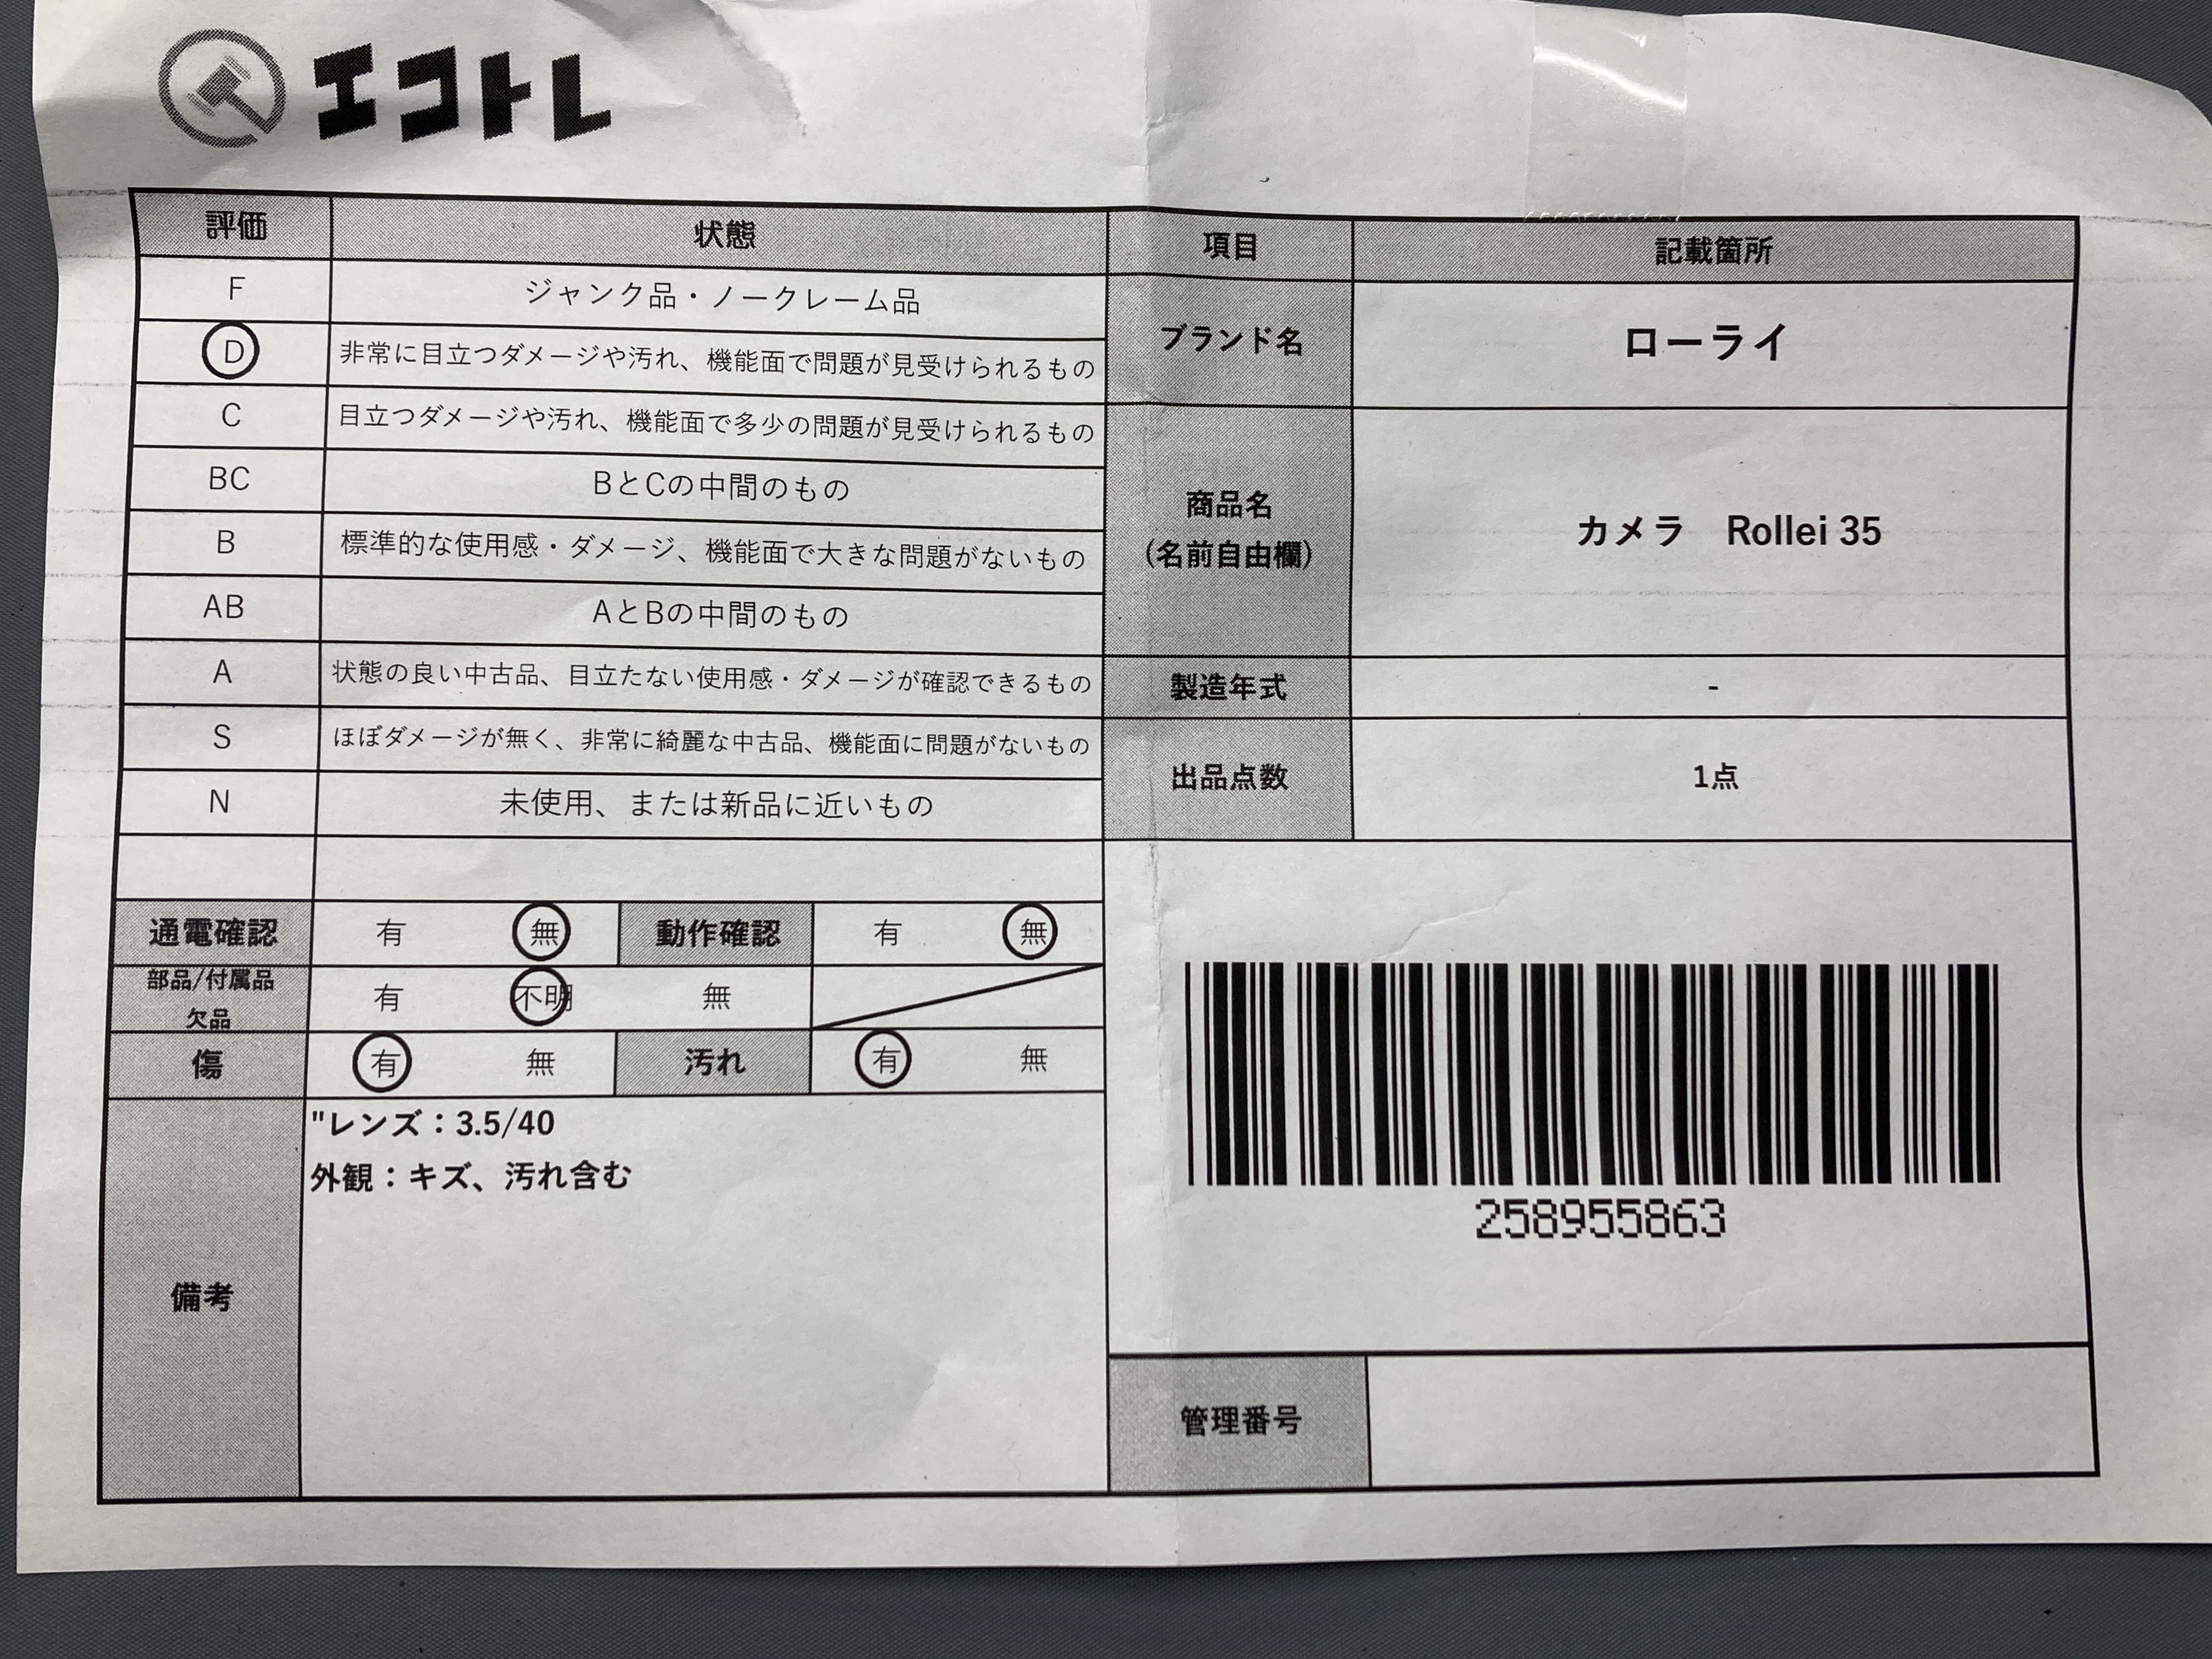 エコトレ
評価 状態
F ジャンク品・ノークレーム品
D 非常に目立つダメージや汚れ、機能面で問題が見受けられるもの
C 目立つダメージや汚れ、機能面で多少の問題が見受けられるもの
BC BとCの中間のもの
B 標準的な使用感・ダメージ、機能面で大きな問題がないもの
AB AとBの中間のもの
A 状態の良い中古品、目立たない使用感・ダメージが確認できるもの
S ほぼダメージが無く、非常に綺麗な中古品、機能面に問題がないもの
N 未使用、または新品に近いもの
通電確認 有 無 動作確認 有 無
部品/付属品
欠品 有 不明 無
傷 有 無 汚れ 有 無
備考
"レンズ：3.5/40
外観：キズ、汚れ含む
項目 記載箇所
ブランド名 ローライ
商品名
(名前自由欄)
カメラ Rollei 35
製造年式 -
出品点数 1点
258955863
管理番号